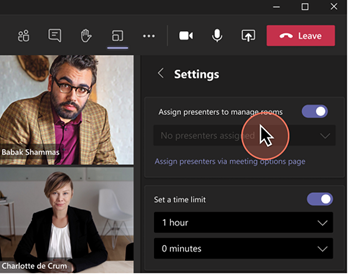 Leave
Settings
Assign presenters to manage rooms
No presenters assigned
Assign presenters via meeting options page
Babak Shammas
Set a time limit
1 hour
0 minutes
Charlotte de Crum